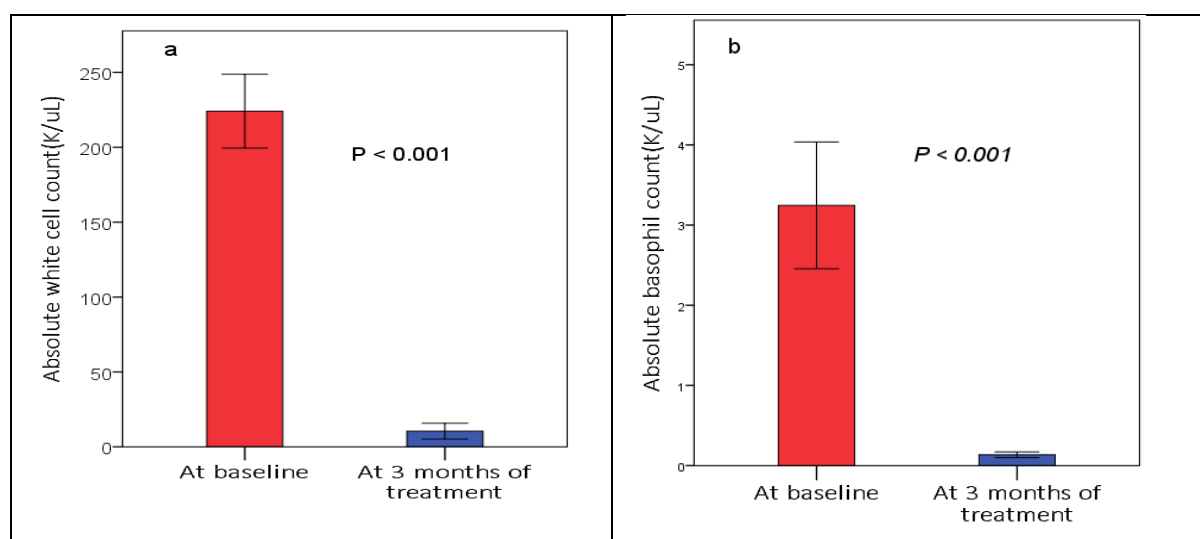 a
Absolute white cell count(K/uL)
250
200
150
100
50
0
P < 0.001
At baseline
At 3 months of
treatment
b
Absolute basophil count(K/uL)
5
4
3
2
1
0
P < 0.001
At baseline
At 3 months of
treatment